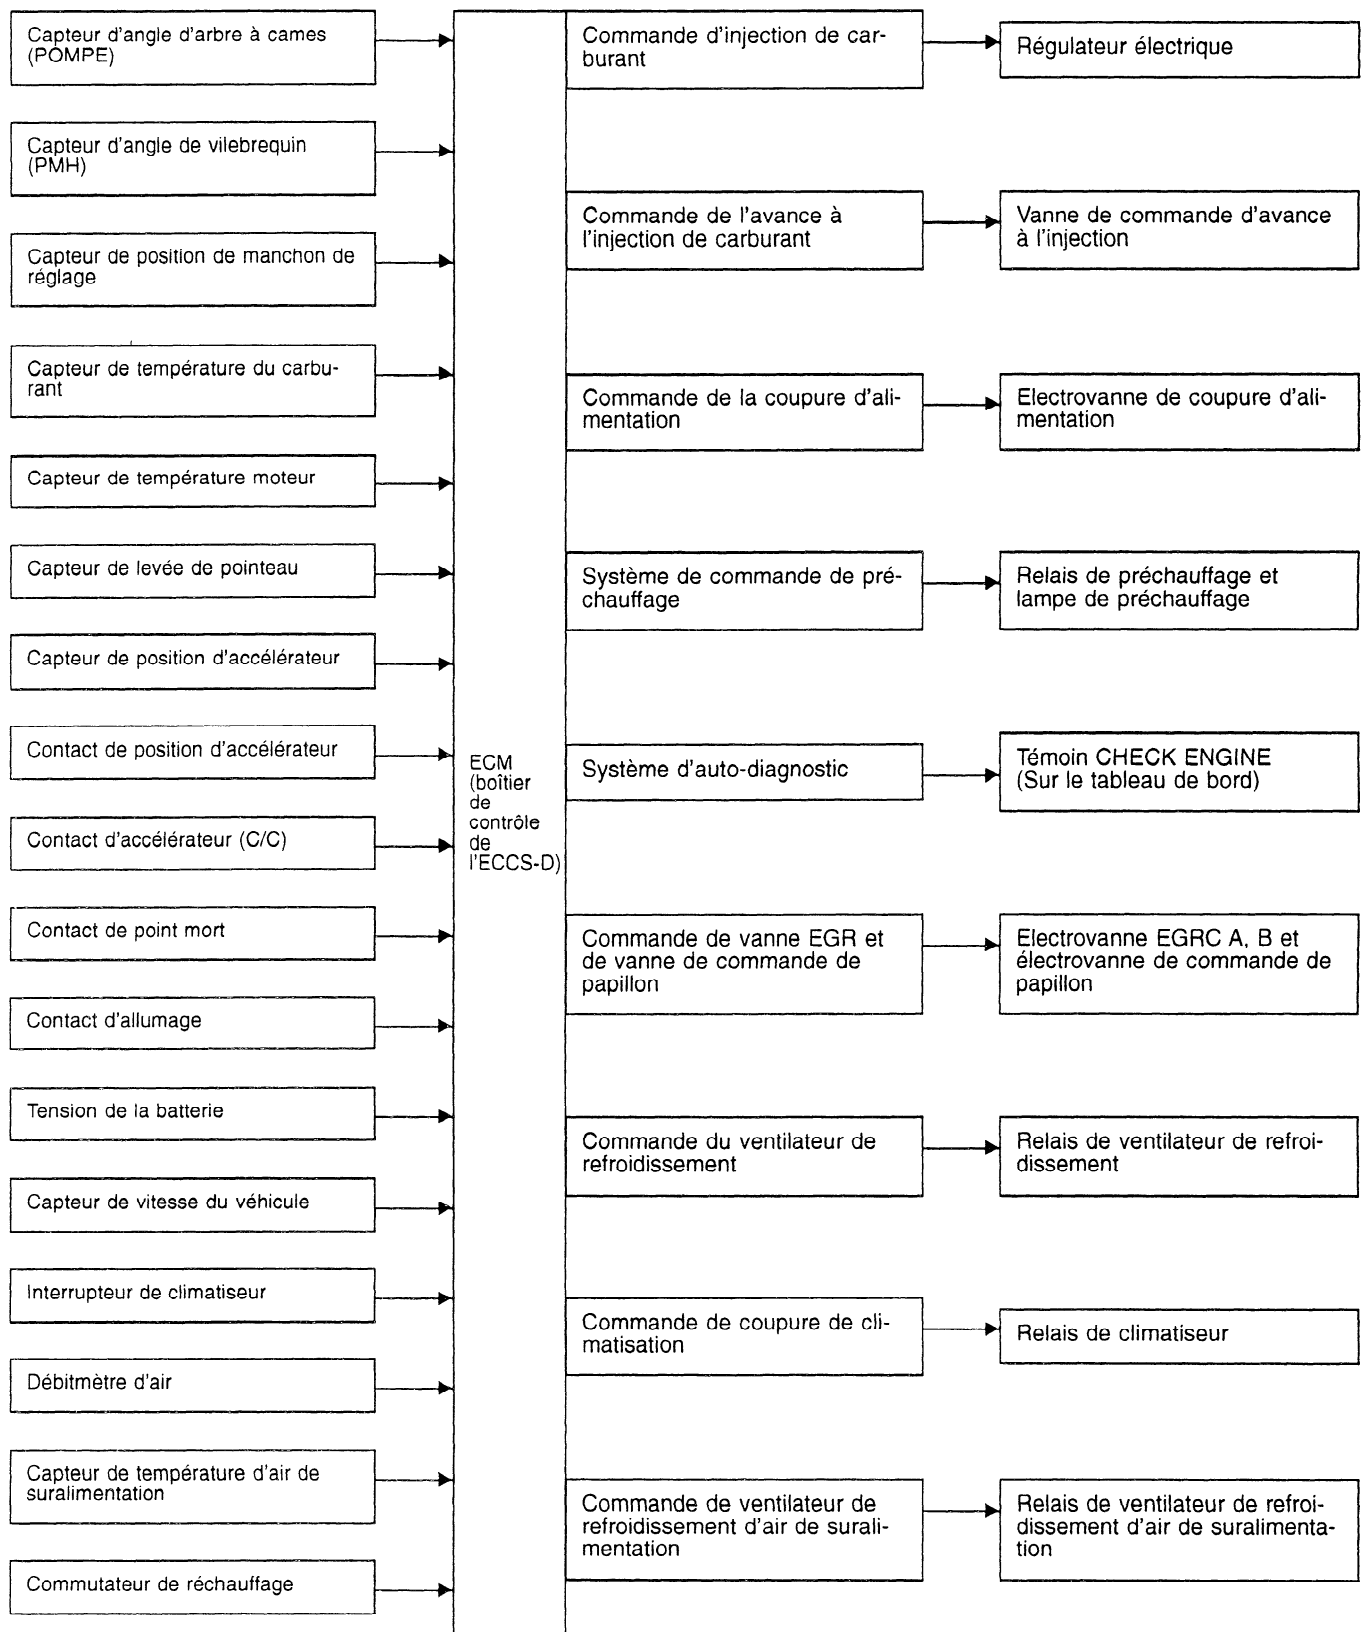 Capteur d'angle d'arbre à cames
(POMPE)
Capteur d'angle de vilebrequin
(PMH)
Capteur de position de manchon de
réglage
Capteur de température du carbu-
rant
Capteur de température moteur
Capteur de levée de pointeau
Capteur de position d'accélérateur
Contact de position d'accélérateur
Contact d'accélérateur (C/C)
Contact de point mort
Contact d'allumage
Tension de la batterie
Capteur de vitesse du véhicule
Interrupteur de climatiseur
Débitmètre d'air
Capteur de température d'air de
suralimentation
Commutateur de réchauffage
ECM
(boîtier
de
contrôle
de
l'ECCS-D)
Commande d'injection de car-
burant
Régulateur électrique
Commande de l'avance à
l'injection de carburant
Vanne de commande d'avance
à l'injection
Commande de la coupure d'ali-
mentation
Electrovanne de coupure d'ali-
mentation
Système de commande de pré-
chauffage
Relais de préchauffage et
lampe de préchauffage
Système d'auto-diagnostic
Témoin CHECK ENGINE
(Sur le tableau de bord)
Commande de vanne EGR et
de vanne de commande de
papillon
Electrovanne EGRC A, B et
électrovanne de commande de
papillon
Commande du ventilateur de
refroidissement
Relais de ventilateur de refroi-
dissement
Commande de coupure de cli-
matisation
Relais de climatiseur
Commande de ventilateur de
refroidissement d'air de surali-
mentation
Relais de ventilateur de refroi-
dissement d'air de suralimenta-
tion